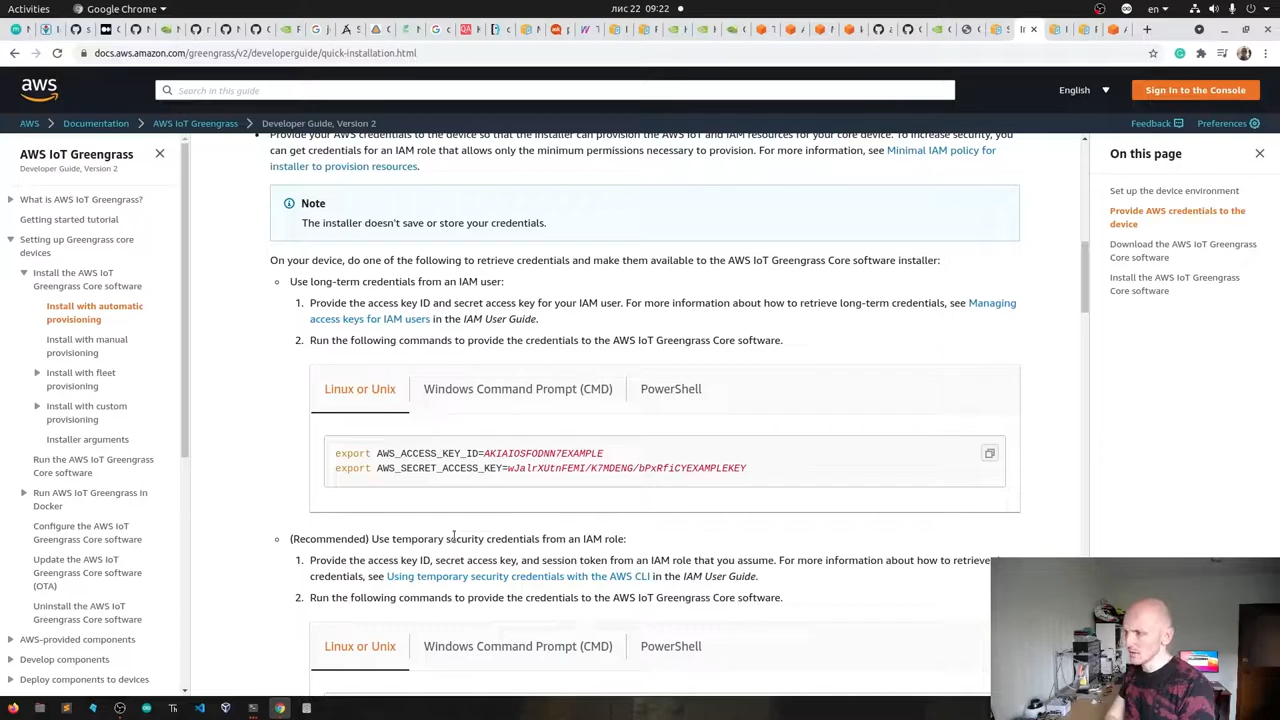 Activities
Google Chrome
лис 22 09:22
en
docs.aws.amazon.com/greengrass/v2/developerguide/quick-installation.html
aws
Search in this guide
English
Sign In to the Console
AWS
Documentation
AWS IoT Greengrass
Developer Guide, Version 2
Feedback
Preferences
AWS IoT Greengrass
Developer Guide, Version 2
What is AWS IoT Greengrass?
Getting started tutorial
Setting up Greengrass core
devices
Install the AWS IoT
Greengrass Core software
Install with automatic
provisioning
Install with manual
provisioning
Install with fleet
provisioning
Install with custom
provisioning
Installer arguments
Run the AWS IoT Greengrass
Core software
Run AWS IoT Greengrass in
Docker
Configure the AWS IoT
Greengrass Core software
Update the AWS IoT
Greengrass Core software
(OTA)
Uninstall the AWS IoT
Greengrass Core software
AWS-provided components
Develop components
Deploy components to devices
Provide your AWS credentials to the device so that the installer can provision the AWS IoT and IAM resources for your core device. To increase security, you
can get credentials for an IAM role that allows only the minimum permissions necessary to provision. For more information, see Minimal IAM policy for
installer to provision resources.
Note
The installer doesn't save or store your credentials.
On your device, do one of the following to retrieve credentials and make them available to the AWS IoT Greengrass Core software installer:
Use long-term credentials from an IAM user:
1. Provide the access key ID and secret access key for your IAM user. For more information about how to retrieve long-term credentials, see Managing
access keys for IAM users in the IAM User Guide.
2. Run the following commands to provide the credentials to the AWS IoT Greengrass Core software.
Linux or Unix
Windows Command Prompt (CMD)
PowerShell
export AWS_ACCESS_KEY_ID=AKIAIOSFODNN7EXAMPLE
export AWS_SECRET_ACCESS_KEY=wJalrXUtnFEMI/K7MDENG/bPxRfiCYEXAMPLEKEY
(Recommended) Use temporary security credentials from an IAM role:
1. Provide the access key ID, secret access key, and session token from an IAM role that you assume. For more information about how to retrieve
credentials, see Using temporary security credentials with the AWS CLI in the IAM User Guide.
2. Run the following commands to provide the credentials to the AWS IoT Greengrass Core software.
Linux or Unix
Windows Command Prompt (CMD)
PowerShell
On this page
Set up the device environment
Provide AWS credentials to the
device
Download the AWS IoT Greengrass
Core software
Install the AWS IoT Greengrass
Core software